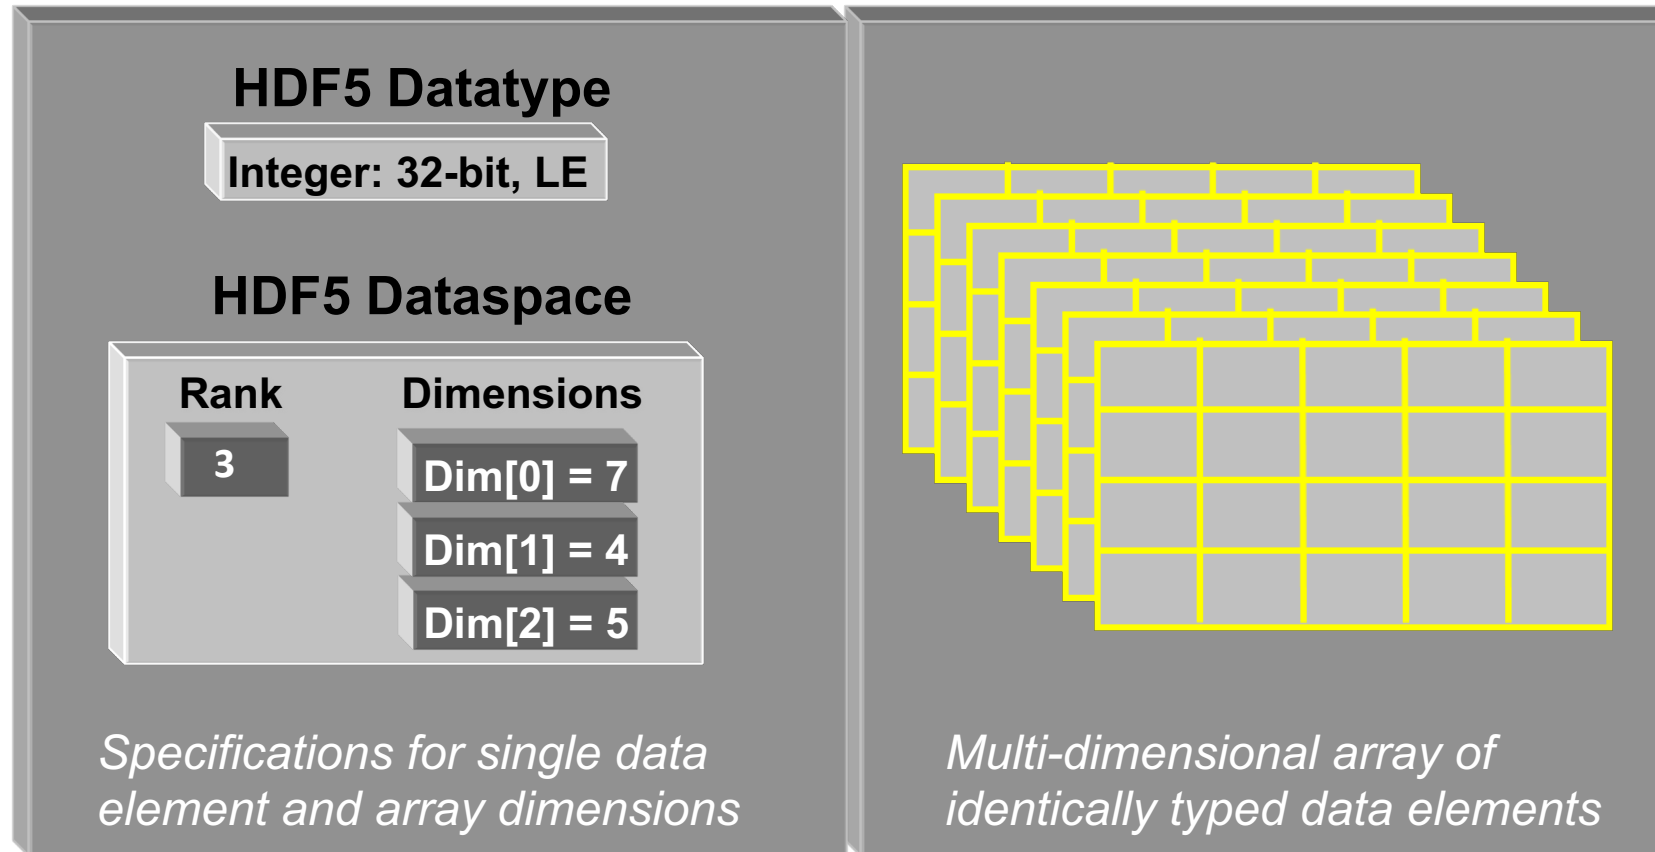 HDF5 Datatype
Integer: 32-bit, LE
HDF5 Dataspace
Rank
Dimensions
3
Dim[0] = 7
Dim[1] = 4
Dim[2] = 5
Specifications for single data
element and array dimensions
Multi-dimensional array of
identically typed data elements